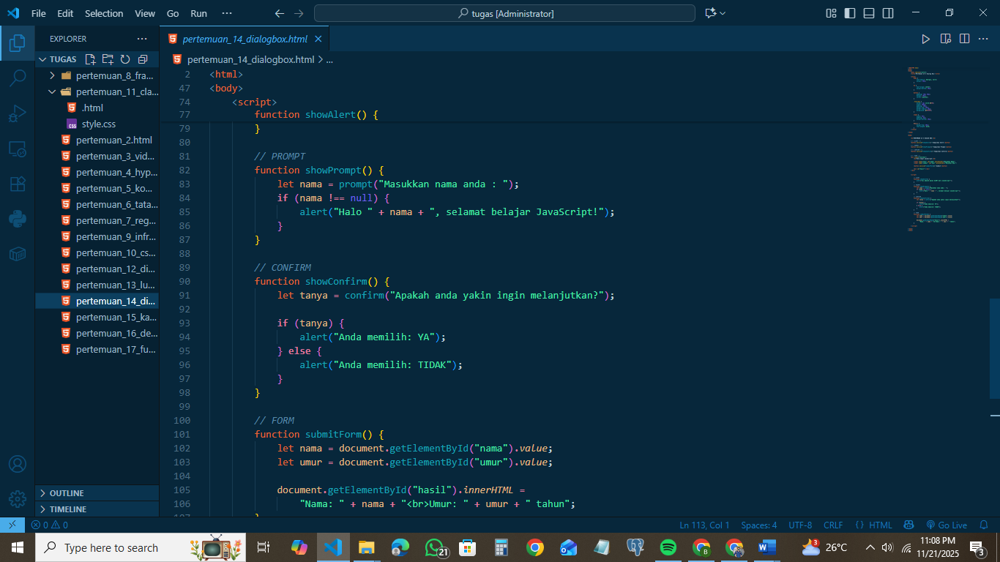 File Edit Selection View Go Run ···
tugas [Administrator]
EXPLORER ···
TUGAS
pertemuan_8_fra...
pertemuan_11_cla...
.html
style.css
pertemuan_2.html
pertemuan_3_vid...
pertemuan_4_hyp...
pertemuan_5_ko...
pertemuan_6_tata...
pertemuan_7_reg...
pertemuan_9_infr...
pertemuan_10_cs...
pertemuan_12_di...
pertemuan_13_lu...
pertemuan_14_di...
pertemuan_15_ka...
pertemuan_16_de...
pertemuan_17_fu...
OUTLINE
TIMELINE
pertemuan_14_dialogbox.html
pertemuan_14_dialogbox.html > ...
2 <html>
47 <body>
74 <script>
77 function showAlert() {
79 }
80
81 // PROMPT
82 function showPrompt() {
83 let nama = prompt("Masukkan nama anda : ");
84 if (nama !== null) {
85 alert("Halo " + nama + ", selamat belajar JavaScript!");
86 }
87 }
88
89 // CONFIRM
90 function showConfirm() {
91 let tanya = confirm("Apakah anda yakin ingin melanjutkan?");
92
93 if (tanya) {
94 alert("Anda memilih: YA");
95 } else {
96 alert("Anda memilih: TIDAK");
97 }
98 }
99
100 // FORM
101 function submitForm() {
102 let nama = document.getElementById("nama").value;
103 let umur = document.getElementById("umur").value;
104
105 document.getElementById("hasil").innerHTML =
106 "Nama: " + nama + "<br>Umur: " + umur + " tahun";
107 }
0 0
Ln 113, Col 1 Spaces: 4 UTF-8 CRLF { } HTML Go Live
Type here to search
21
3
26°C
11:08 PM
11/21/2025
3